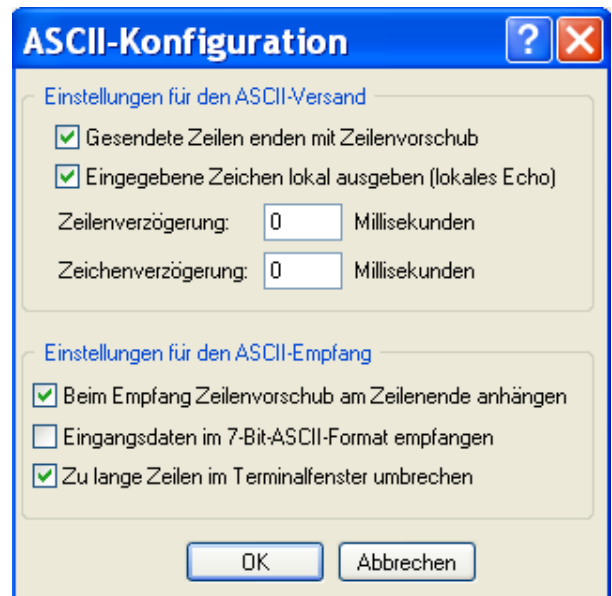 ASCII-Konfiguration ?
Einstellungen für den ASCII-Versand
Gesendete Zeilen enden mit Zeilenvorschub
Eingegebene Zeichen lokal ausgeben (lokales Echo)
Zeilenverzögerung: 0 Millisekunden
Zeichenverzögerung: 0 Millisekunden
Einstellungen für den ASCII-Empfang
Beim Empfang Zeilenvorschub am Zeilenende anhängen
Eingangsdaten im 7-Bit-ASCII-Format empfangen
Zu lange Zeilen im Terminalfenster umbrechen
OK Abbrechen